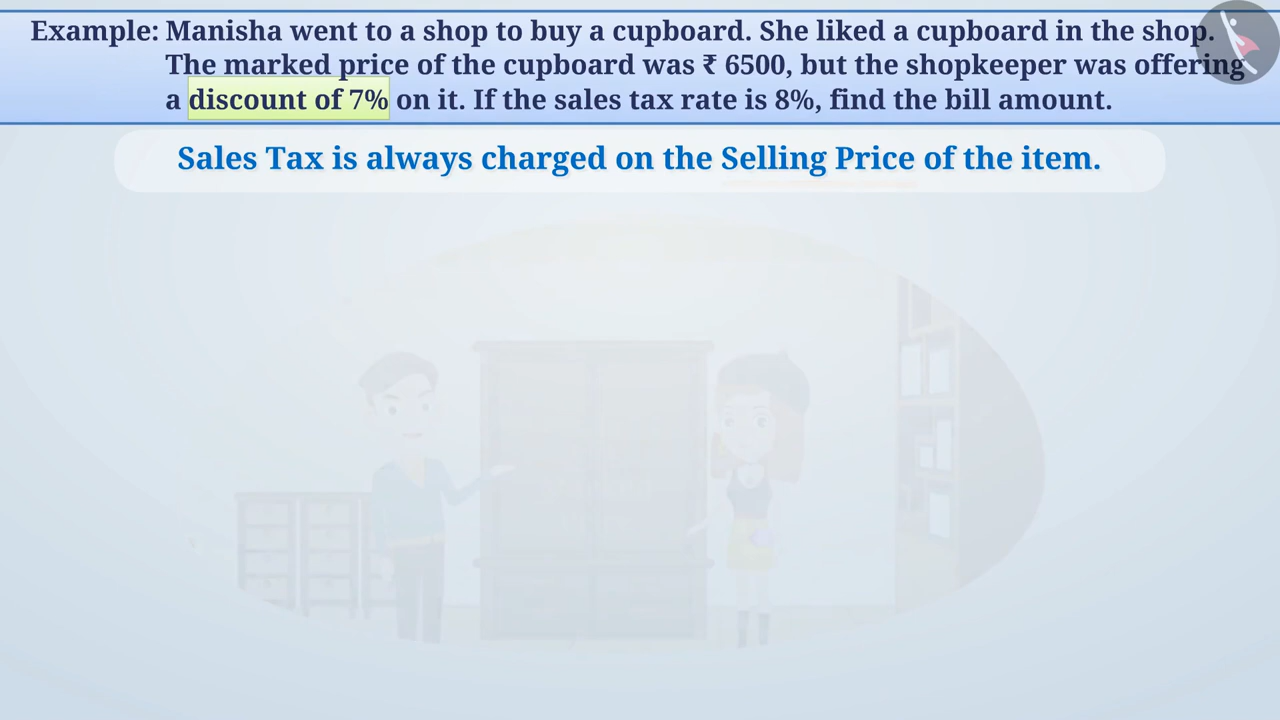 Example: Manisha went to a shop to buy a cupboard. She liked a cupboard in the shop.
The marked price of the cupboard was ₹ 6500, but the shopkeeper was offering
a discount of 7% on it. If the sales tax rate is 8%, find the bill amount.
Sales Tax is always charged on the Selling Price of the item.